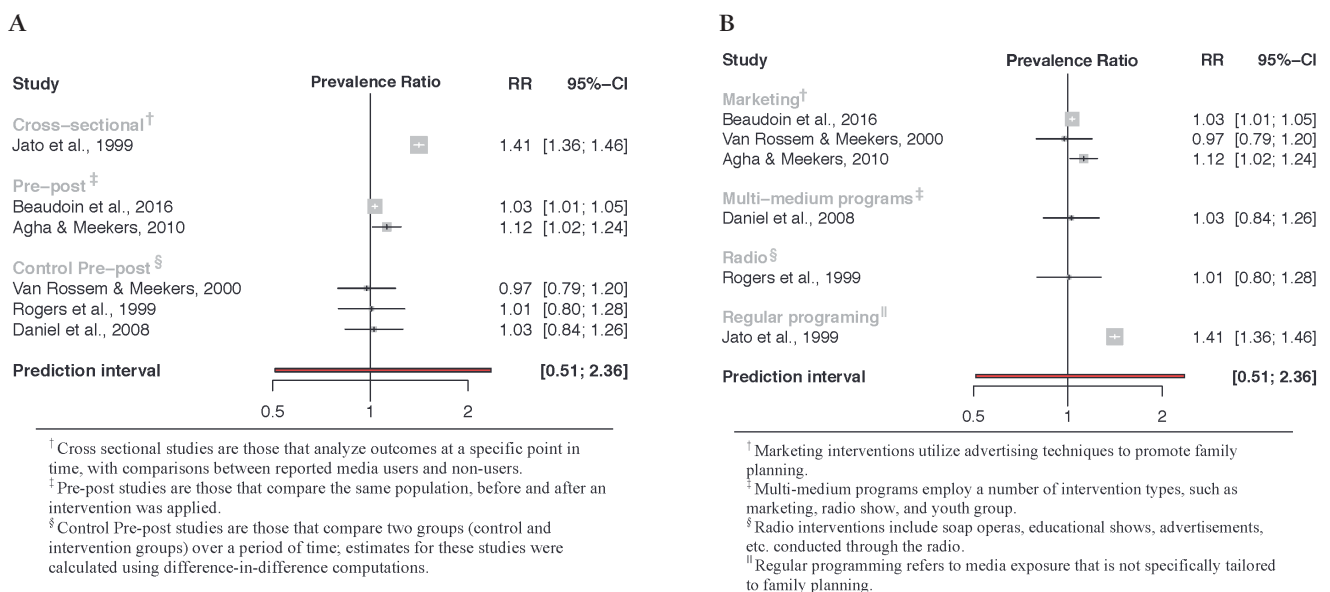 A
Study Prevalence Ratio RR 95%–CI
Cross–sectional†
Jato et al., 1999 1.41 [1.36; 1.46]
Pre–post‡
Beaudoin et al., 2016 1.03 [1.01; 1.05]
Agha & Meekers, 2010 1.12 [1.02; 1.24]
Control Pre–post§
Van Rossem & Meekers, 2000 0.97 [0.79; 1.20]
Rogers et al., 1999 1.01 [0.80; 1.28]
Daniel et al., 2008 1.03 [0.84; 1.26]
Prediction interval [0.51; 2.36]
0.5 1 2
† Cross sectional studies are those that analyze outcomes at a specific point in
time, with comparisons between reported media users and non-users.
‡ Pre-post studies are those that compare the same population, before and after an
intervention was applied.
§ Control Pre-post studies are those that compare two groups (control and
intervention groups) over a period of time; estimates for these studies were
calculated using difference-in-difference computations.
B
Study Prevalence Ratio RR 95%–CI
Marketing†
Beaudoin et al., 2016 1.03 [1.01; 1.05]
Van Rossem & Meekers, 2000 0.97 [0.79; 1.20]
Agha & Meekers, 2010 1.12 [1.02; 1.24]
Multi–medium programs‡
Daniel et al., 2008 1.03 [0.84; 1.26]
Radio§
Rogers et al., 1999 1.01 [0.80; 1.28]
Regular programing‖
Jato et al., 1999 1.41 [1.36; 1.46]
Prediction interval [0.51; 2.36]
0.5 1 2
† Marketing interventions utilize advertising techniques to promote family
planning.
‡ Multi-medium programs employ a number of intervention types, such as
marketing, radio show, and youth group.
§ Radio interventions include soap operas, educational shows, advertisements,
etc. conducted through the radio.
‖ Regular programming refers to media exposure that is not specifically tailored
to family planning.